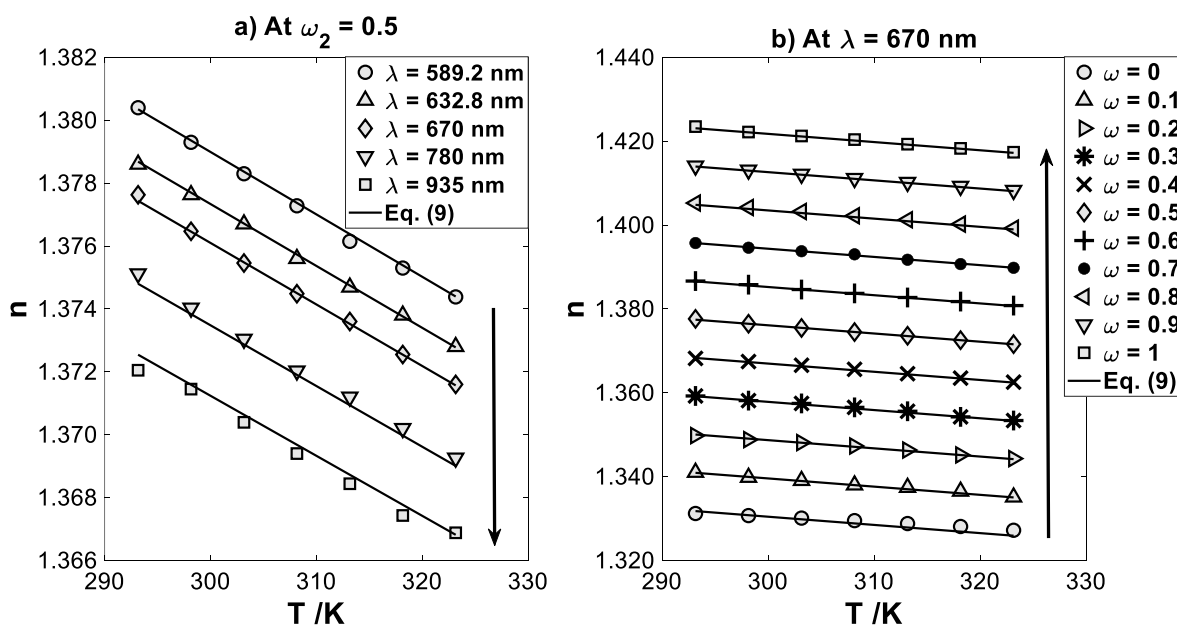 a) At ω2 = 0.5
1.382
1.380
1.378
1.376
1.374
1.372
1.370
1.368
1.366
n
290
300
310
320
330
T /K
λ = 589.2 nm
λ = 632.8 nm
λ = 670 nm
λ = 780 nm
λ = 935 nm
Eq. (9)
b) At λ = 670 nm
1.440
1.420
1.400
1.380
1.360
1.340
1.320
n
290
300
310
320
330
T /K
ω = 0
ω = 0.1
ω = 0.2
ω = 0.3
ω = 0.4
ω = 0.5
ω = 0.6
ω = 0.7
ω = 0.8
ω = 0.9
ω = 1
Eq. (9)